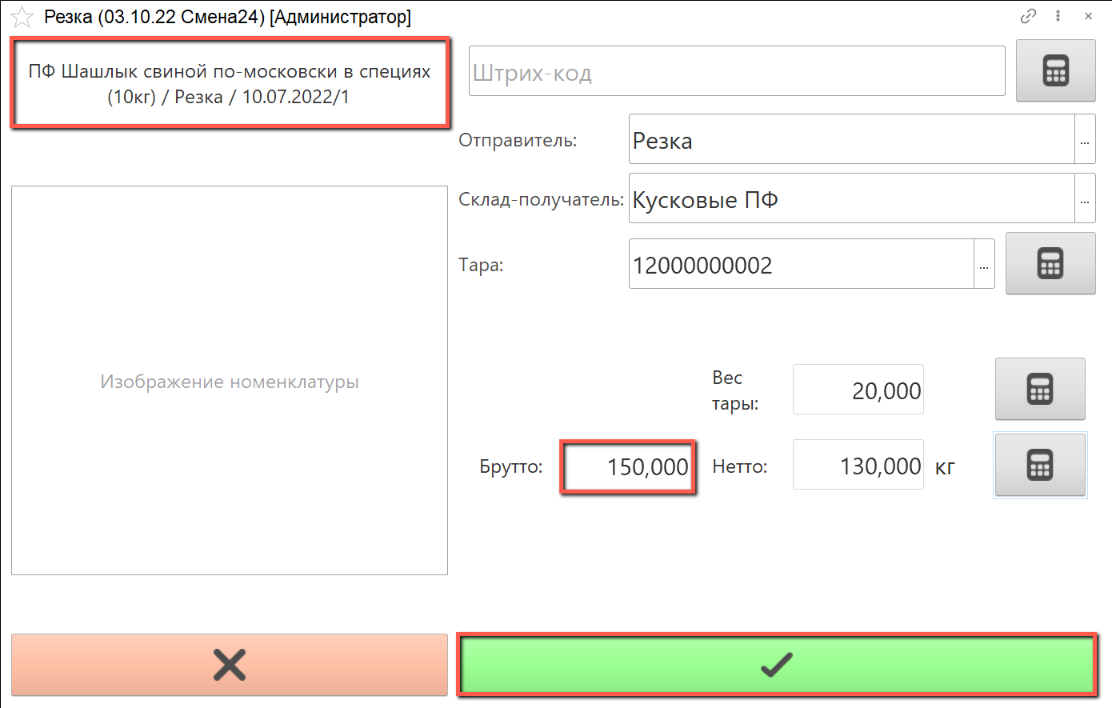 Резка (03.10.22 Смена24) [Администратор]
ПФ Шашлык свиной по-московски в специях
(10кг) / Резка / 10.07.2022/1
Штрих-код
Отправитель:
Резка
...
Склад-получатель:
Кусковые ПФ
...
Тара:
12000000002
...
Изображение номенклатуры
Вес
тары:
20,000
Брутто:
150,000
Нетто:
130,000
кг